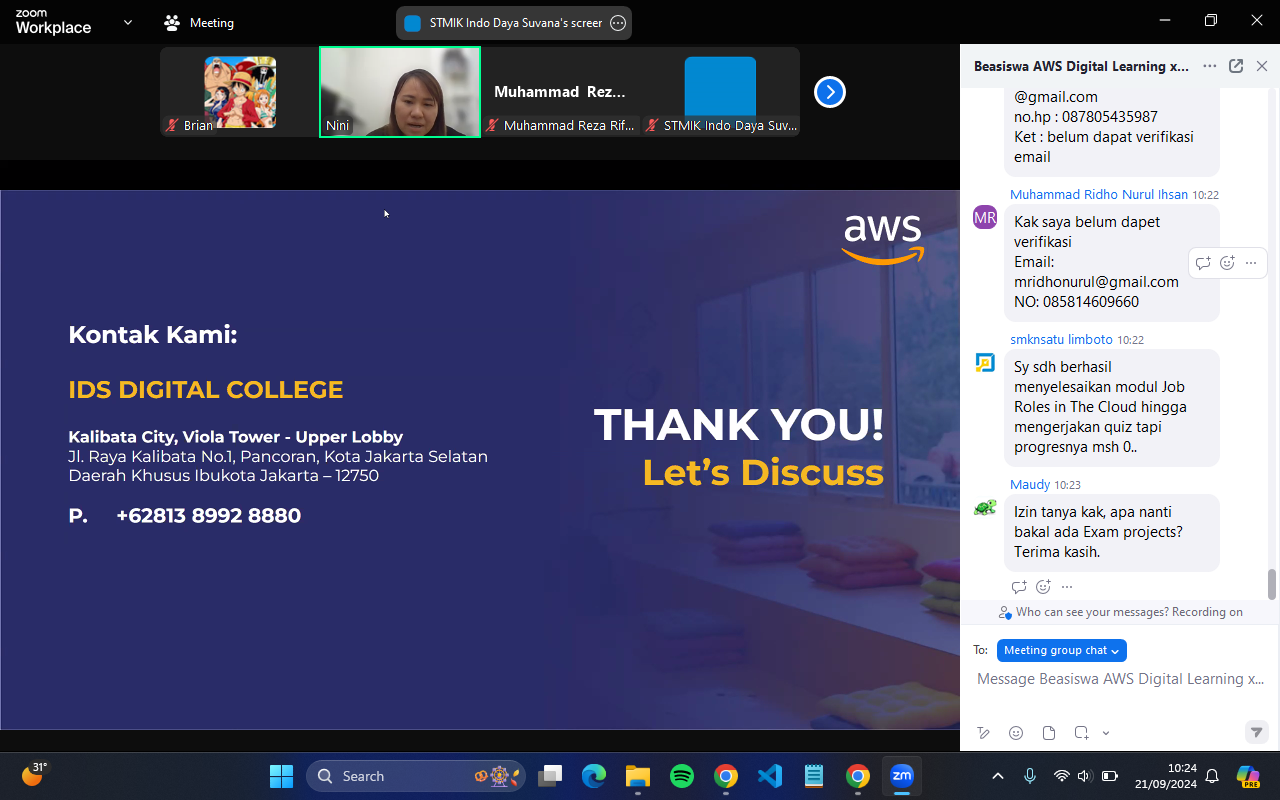 zoom
Workplace
Meeting
STMIK Indo Daya Suvana's screen
Brian
Nini
Muhammad Rez...
Muhammad Reza Rif...
STMIK Indo Daya Suv...
Kontak Kami:
IDS DIGITAL COLLEGE
Kalibata City, Viola Tower - Upper Lobby
Jl. Raya Kalibata No.1, Pancoran, Kota Jakarta Selatan
Daerah Khusus Ibukota Jakarta – 12750
P. +62813 8992 8880
aws
THANK YOU!
Let's Discuss
Beasiswa AWS Digital Learning x...
@gmail.com
no.hp : 087805435987
Ket : belum dapat verifikasi
email
Muhammad Ridho Nurul Ihsan 10:22
MR
Kak saya belum dapet
verifikasi
Email:
mridhonurul@gmail.com
NO: 085814609660
smknsatu limboto 10:22
Sy sdh berhasil
menyelesaikan modul Job
Roles in The Cloud hingga
mengerjakan quiz tapi
progresnya msh 0..
Maudy 10:23
Izin tanya kak, apa nanti
bakal ada Exam projects?
Terima kasih.
Who can see your messages? Recording on
To: Meeting group chat
Message Beasiswa AWS Digital Learning x...
31°
Search
zm
10:24
21/09/2024
PRE